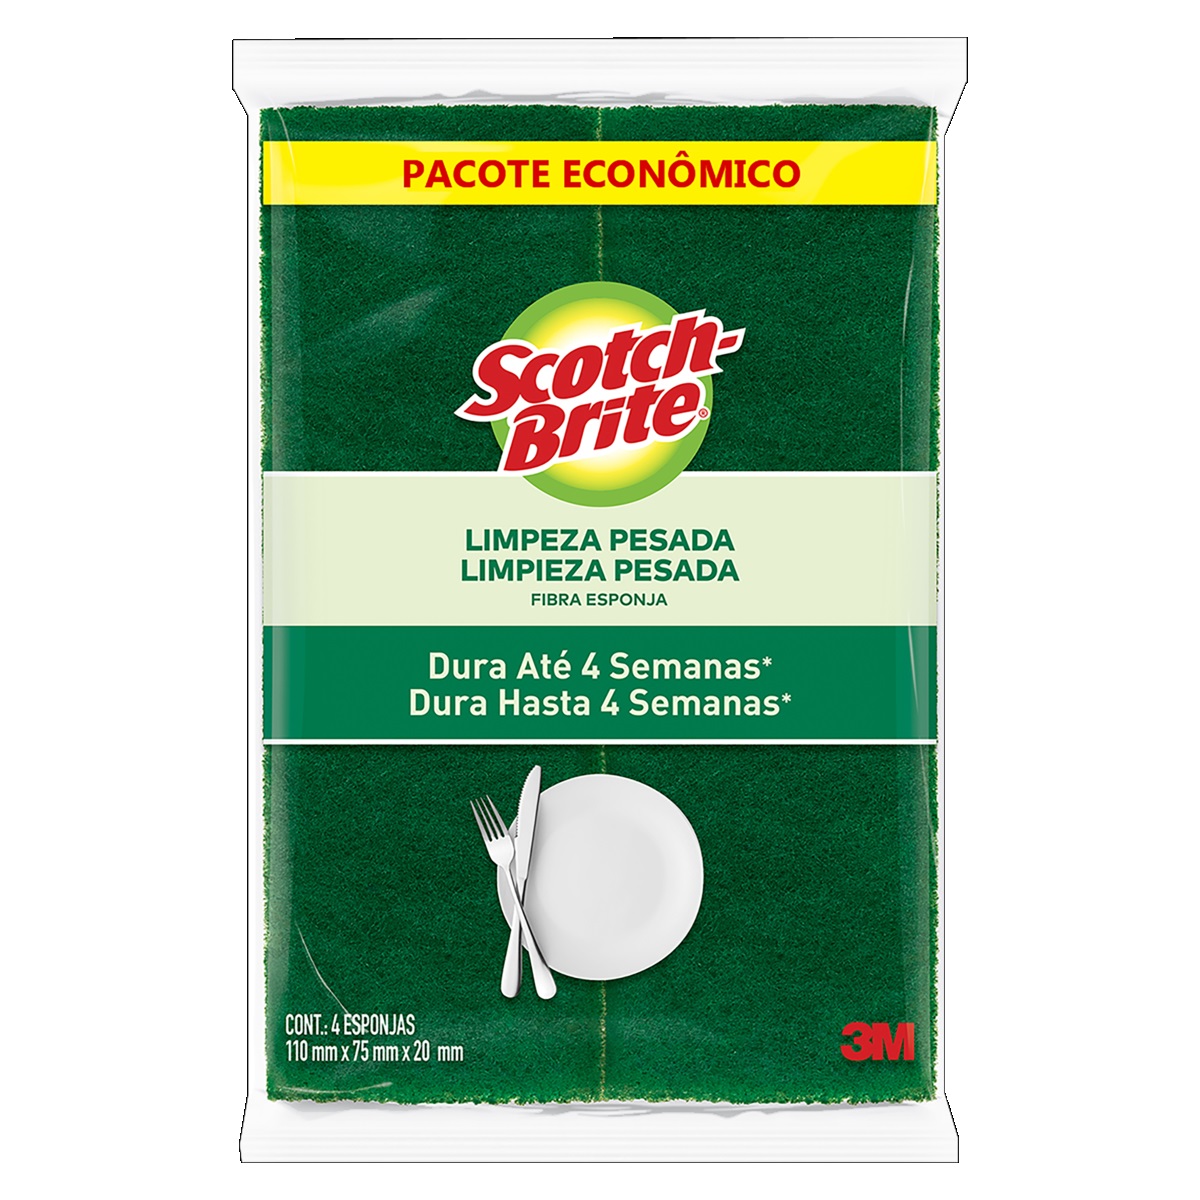 PACOTE ECONÔMICO
Scotch-
Brite®
LIMPEZA PESADA
LIMPIEZA PESADA
FIBRA ESPONJA
Dura Até 4 Semanas*
Dura Hasta 4 Semanas*
CONT.: 4 ESPONJAS
110 mm x 75 mm x 20 mm
3M